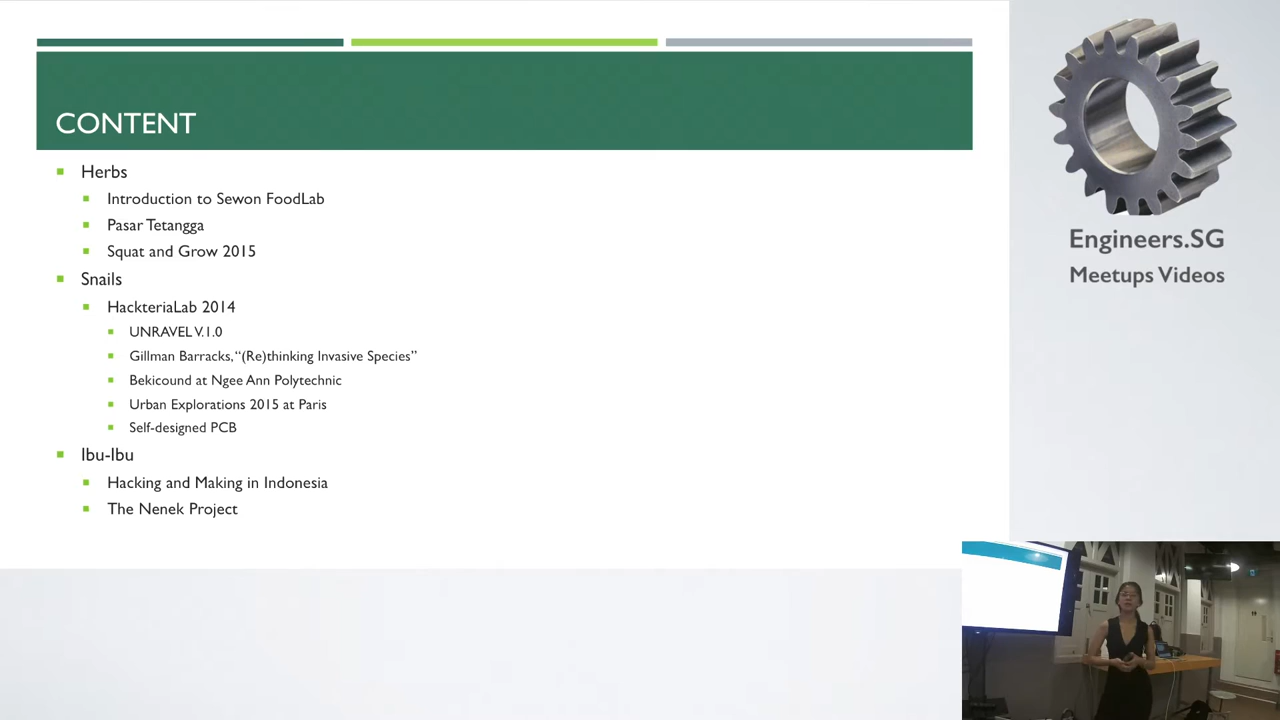 CONTENT
Herbs
Introduction to Sewon FoodLab
Pasar Tetangga
Squat and Grow 2015
Snails
HackteriaLab 2014
UNRAVEL V.1.0
Gillman Barracks, “(Re)thinking Invasive Species”
Bekicound at Ngee Ann Polytechnic
Urban Explorations 2015 at Paris
Self-designed PCB
Ibu-Ibu
Hacking and Making in Indonesia
The Nenek Project
Engineers.SG
Meetups Videos